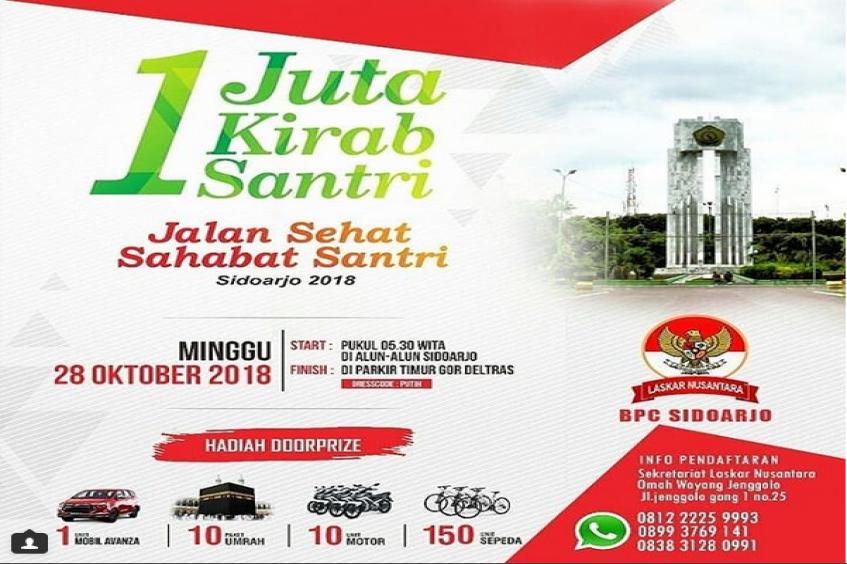 1 Juta
Kirab
Santri
Jalan Sehat
Sahabat Santri
Sidoarjo 2018
MINGGU
28 OKTOBER 2018
START : PUKUL 05.30 WITA
DI ALUN-ALUN SIDOARJO
FINISH : DI PARKIR TIMUR GOR DELTRAS
DRESSCODE : PUTIH
LASKAR NUSANTARA
BPC SIDOARJO
HADIAH DOORPRIZE
1 UNIT MOBIL AVANZA
10 PAKET UMRAH
10 UNIT MOTOR
150 UNIT SEPEDA
INFO PENDAFTARAN
Sekretariat Laskar Nusantara
Omah Wayang Jenggolo
Jl.jenggolo gang 1 no.25
0812 2225 9993
0899 3769 141
0838 3128 0991